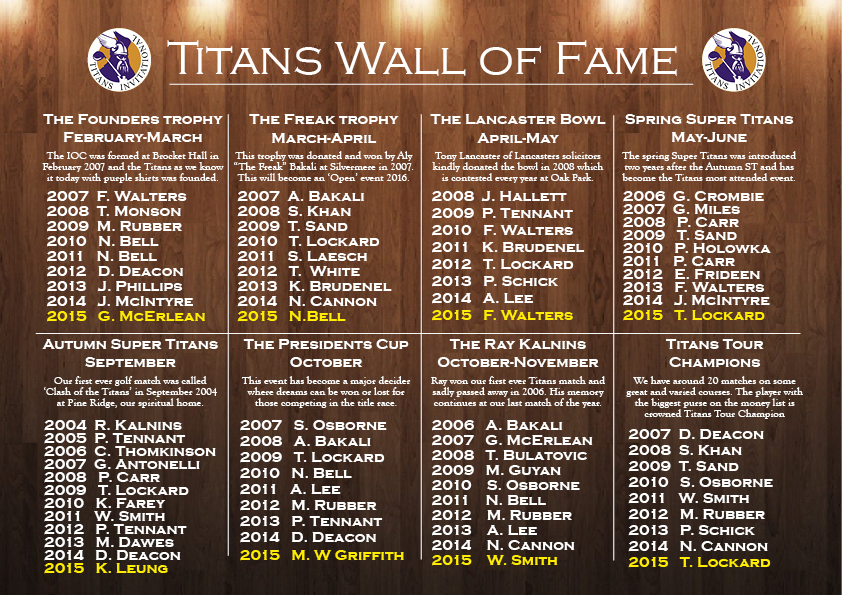 TITANS INVITATIONAL
TITANS WALL OF FAME
TITANS INVITATIONAL
THE FOUNDERS TROPHY
FEBRUARY-MARCH
The IOC was formed at Brocket Hall in
February 2007 and the Titans as we know
it today with purple shirts was founded.
2007 F. WALTERS
2008 T. MONSON
2009 M. RUBBER
2010 N. BELL
2011 N. BELL
2012 D. DEACON
2013 J. PHILLIPS
2014 J. MCINTYRE
2015 G. MCERLEAN
THE FREAK TROPHY
MARCH-APRIL
This trophy was donated and won by Aly
"The Freak" Bakali at Silvermere in 2007.
This will become an 'Open' event 2016.
2007 A. BAKALI
2008 S. KHAN
2009 T. SAND
2010 T. LOCKARD
2011 S. LAESCH
2012 T. WHITE
2013 K. BRUDENEL
2014 N. CANNON
2015 N.BELL
THE LANCASTER BOWL
APRIL-MAY
Tony Lancaster of Lancasters solicitors
kindly donated the bowl in 2008 which
is contested every year at Oak Park.
2008 J. HALLETT
2009 P. TENNANT
2010 F. WALTERS
2011 K. BRUDENEL
2012 T. LOCKARD
2013 P. SCHICK
2014 A. LEE
2015 F. WALTERS
SPRING SUPER TITANS
MAY-JUNE
The spring Super Titans was introduced
two years after the Autumn ST and has
become the Titans most attended event.
2006 G. CROMBIE
2007 G. MILES
2008 P. CARR
2009 T. SAND
2010 P. HOLOWKA
2011 P. CARR
2012 E. FRIDEEN
2013 F. WALTERS
2014 J. MCINTYRE
2015 T. LOCKARD
AUTUMN SUPER TITANS
SEPTEMBER
Our first ever golf match was called
'Clash of the Titans' in September 2004
at Pine Ridge, our spiritual home.
2004 R. KALNINS
2005 P. TENNANT
2006 C. THOMKINSON
2007 G. ANTONELLI
2008 P. CARR
2009 T. LOCKARD
2010 K. FAREY
2011 W. SMITH
2012 P. TENNANT
2013 M. DAWES
2014 D. DEACON
2015 K. LEUNG
THE PRESIDENTS CUP
OCTOBER
This event has become a major decider
where dreams can be won or lost for
those competing in the title race.
2007 S. OSBORNE
2008 A. BAKALI
2009 T. LOCKARD
2010 N. BELL
2011 A. LEE
2012 M. RUBBER
2013 P. TENNANT
2014 D. DEACON
2015 M. W GRIFFITH
THE RAY KALNINS
OCTOBER-NOVEMBER
Ray won our first ever Titans match and
sadly passed away in 2006. His memory
continues at our last match of the year.
2006 A. BAKALI
2007 G. MCERLEAN
2008 T. BULATOVIC
2009 M. GUYAN
2010 S. OSBORNE
2011 N. BELL
2012 M. RUBBER
2013 A. LEE
2014 N. CANNON
2015 W. SMITH
TITANS TOUR
CHAMPIONS
We have around 20 matches on some
great and varied courses. The player with
the biggest purse on the money list is
crowned Titans Tour Champion
2007 D. DEACON
2008 S. KHAN
2009 T. SAND
2010 S. OSBORNE
2011 W. SMITH
2012 M. RUBBER
2013 P. SCHICK
2014 N. CANNON
2015 T. LOCKARD